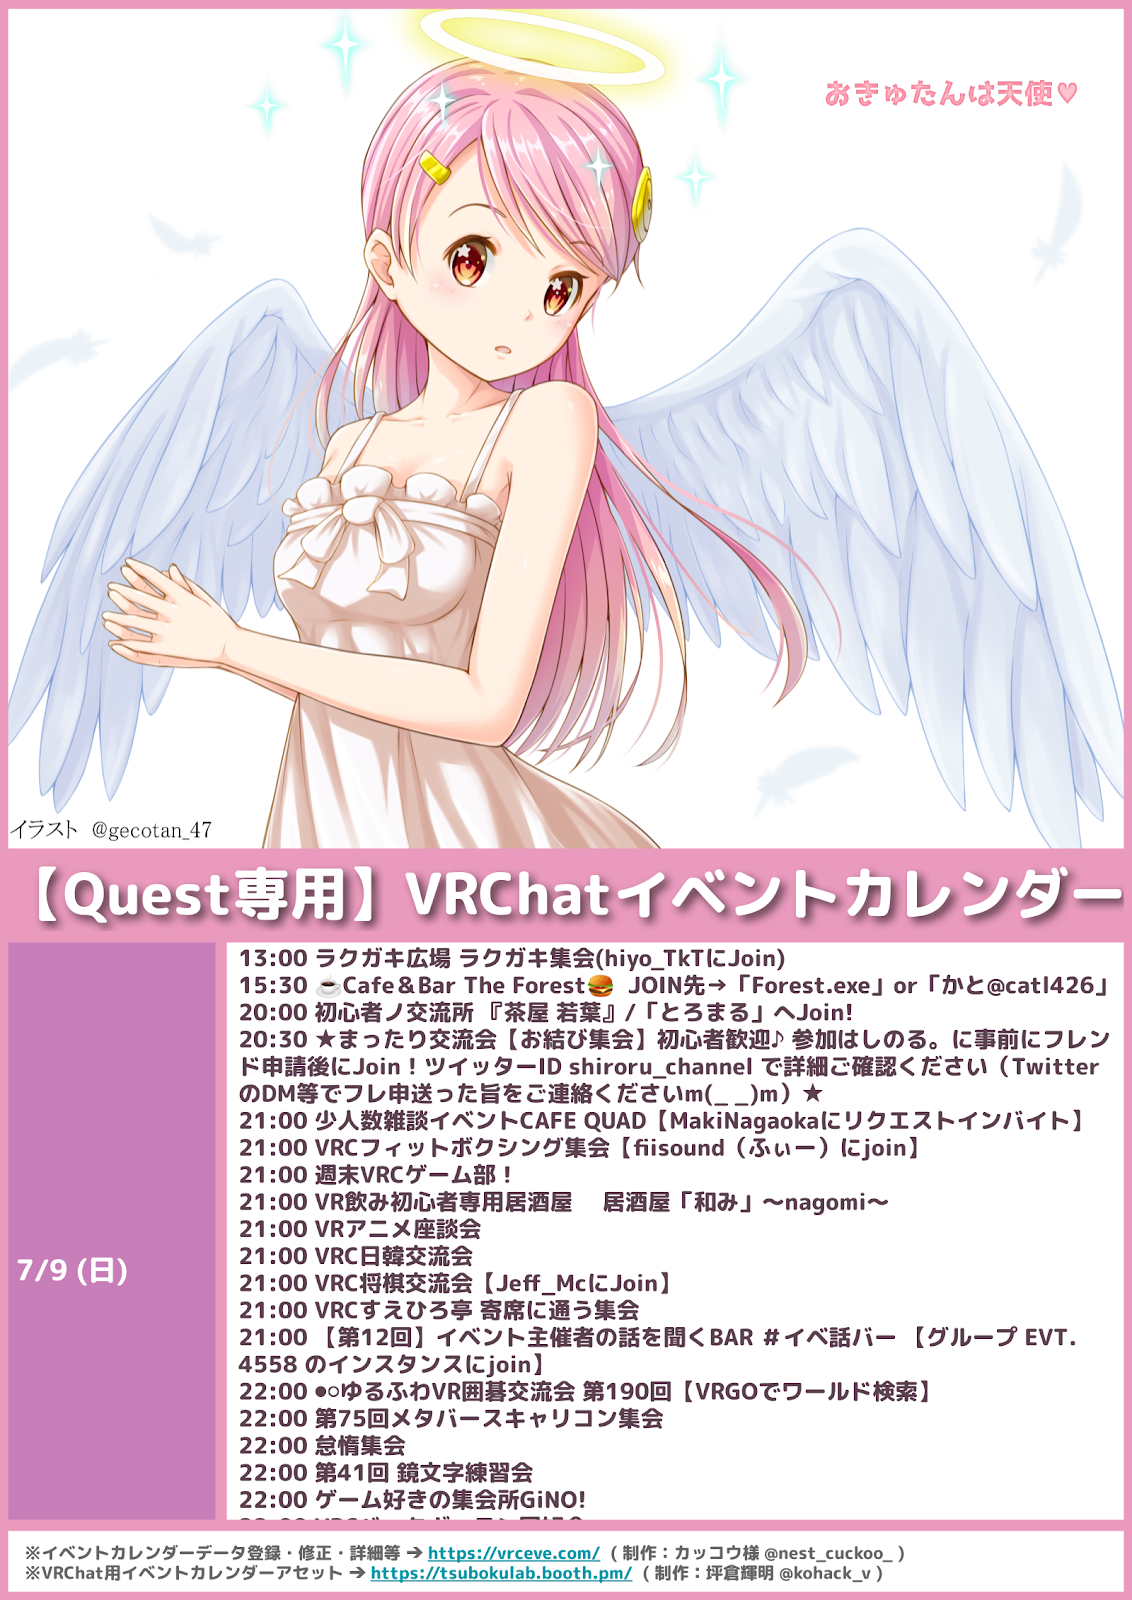 おきゅたんは天使♥
イラスト @gecotan_47
【Quest専用】VRChatイベントカレンダー
7/9 (日)
13:00 ラクガキ広場 ラクガキ集会(hiyo_TkTにJoin)
15:30 ☕Cafe＆Bar The Forest🍔 JOIN先→「Forest.exe」or「かと@catl426」
20:00 初心者ノ交流所 『茶屋 若葉』/「とろまる」へJoin!
20:30 ★まったり交流会【お結び集会】初心者歓迎♪ 参加はしのる。に事前にフレン
ド申請後にJoin！ツイッターID shiroru_channel で詳細ご確認ください（Twitter
のDM等でフレ申送った旨をご連絡くださいm(_ _)m）★
21:00 少人数雑談イベントCAFE QUAD【MakiNagaokaにリクエストインバイト】
21:00 VRCフィットボクシング集会【fiisound（ふぃー）にjoin】
21:00 週末VRCゲーム部！
21:00 VR飲み初心者専用居酒屋　居酒屋「和み」～nagomi～
21:00 VRアニメ座談会
21:00 VRC日韓交流会
21:00 VRC将棋交流会【Jeff_McにJoin】
21:00 VRCすえひろ亭 寄席に通う集会
21:00 【第12回】イベント主催者の話を聞くBAR ＃イベ話バー 【グループ EVT.
4558 のインスタンスにjoin】
22:00 ●○ゆるふわVR囲碁交流会 第190回【VRGOでワールド検索】
22:00 第75回メタバースキャリコン集会
22:00 怠惰集会
22:00 第41回 鏡文字練習会
22:00 ゲーム好きの集会所GiNO!
※イベントカレンダーデータ登録・修正・詳細等 ➔ https://vrceve.com/ （ 制作：カッコウ様 @nest_cuckoo_ ）
※VRChat用イベントカレンダーアセット ➔ https://tsubokulab.booth.pm/ （ 制作：坪倉輝明 @kohack_v ）